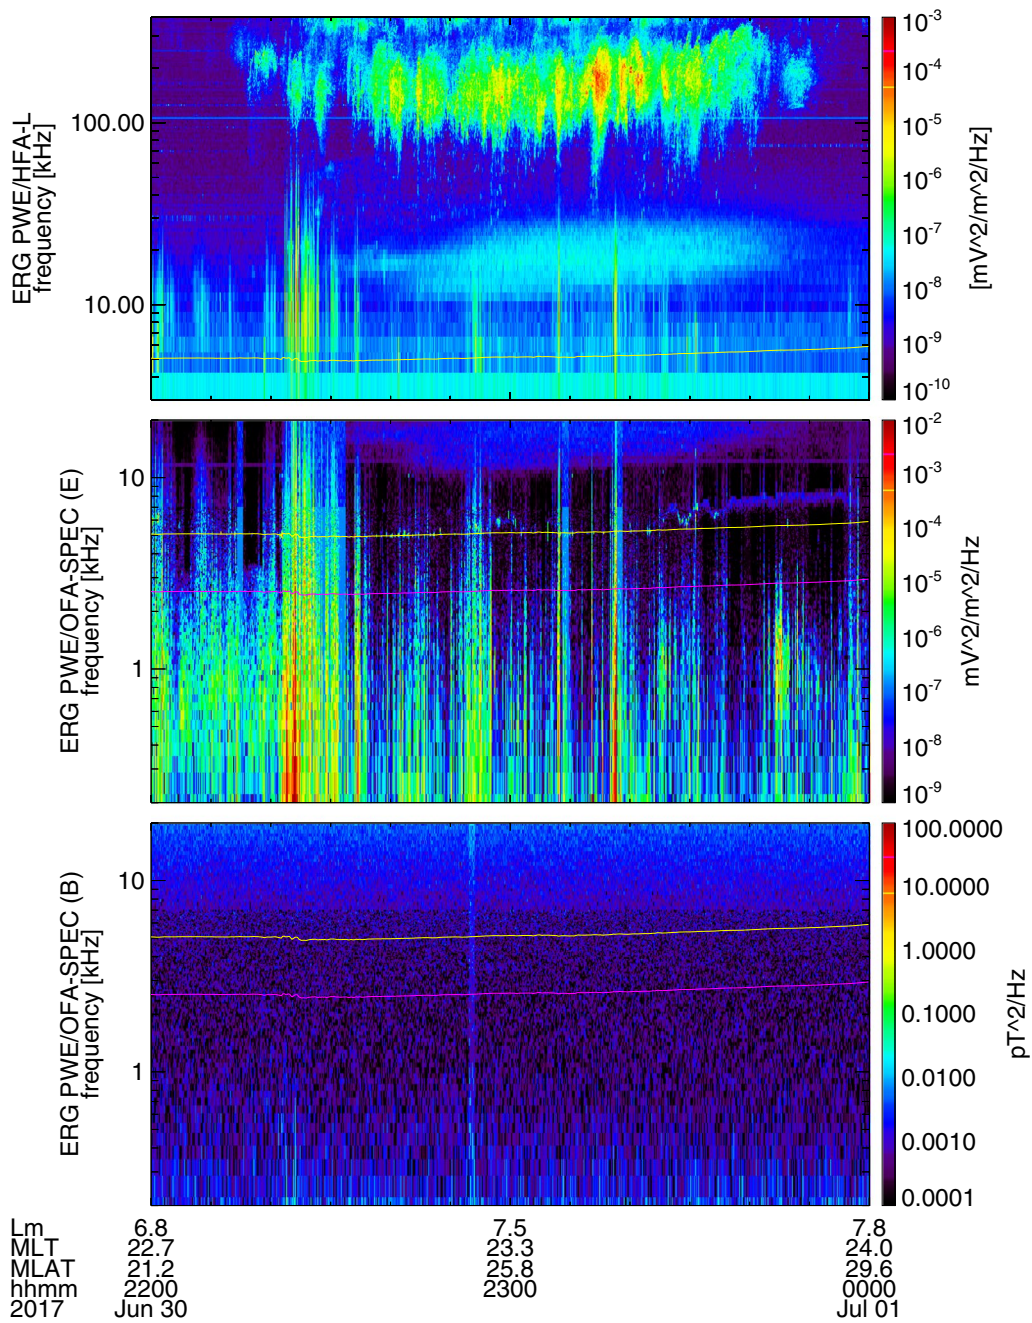 ERG PWE/HFA-L
frequency [kHz]
100.00
10.00
10-3
10-4
10-5
10-6
10-7
10-8
10-9
10-10
[mV^2/m^2/Hz]
ERG PWE/OFA-SPEC (E)
frequency [kHz]
10
1
10-2
10-3
10-4
10-5
10-6
10-7
10-8
10-9
mV^2/m^2/Hz
ERG PWE/OFA-SPEC (B)
frequency [kHz]
10
1
100.0000
10.0000
1.0000
0.1000
0.0100
0.0010
0.0001
pT^2/Hz
Lm 6.8 7.5 7.8
MLT 22.7 23.3 24.0
MLAT 21.2 25.8 29.6
hhmm 2200 2300 0000
2017 Jun 30 Jul 01